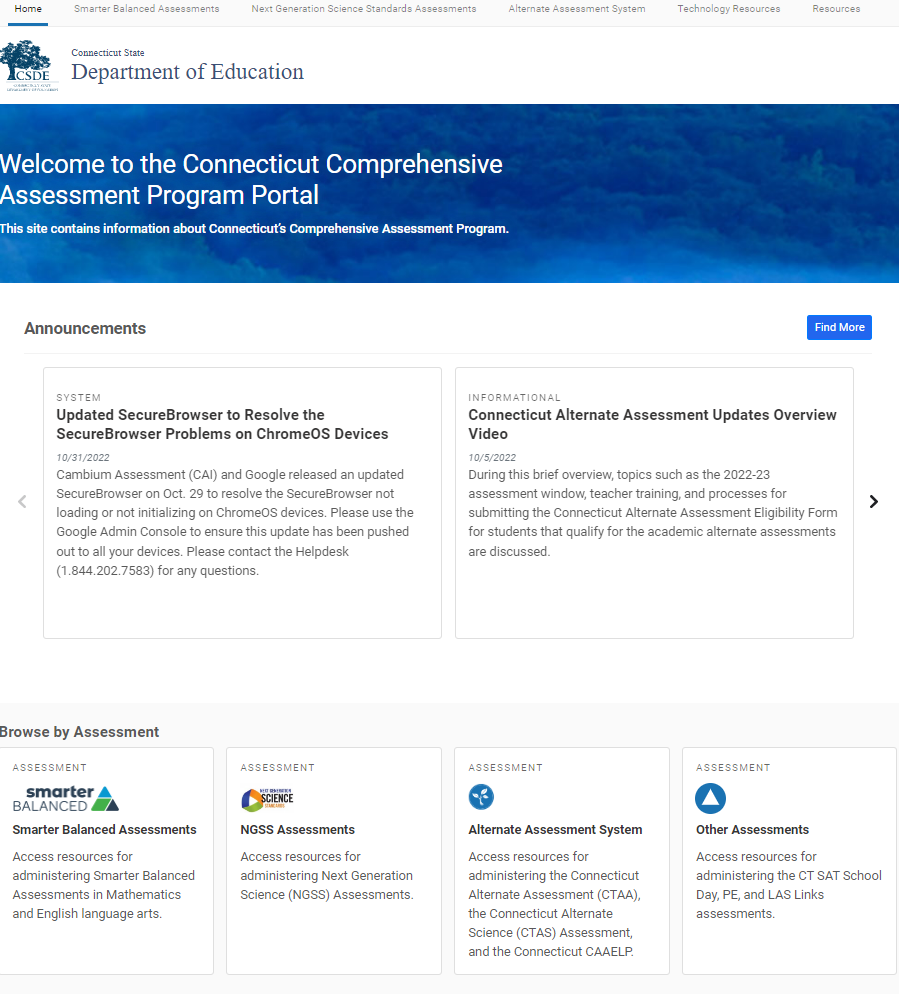 Home Smarter Balanced Assessments Next Generation Science Standards Assessments Alternate Assessment System Technology Resources Resources
CSDE
Connecticut State
Department of Education
Welcome to the Connecticut Comprehensive
Assessment Program Portal
This site contains information about Connecticut's Comprehensive Assessment Program.
Announcements
Find More
SYSTEM
Updated SecureBrowser to Resolve the
SecureBrowser Problems on ChromeOS Devices
10/31/2022
Cambium Assessment (CAI) and Google released an updated
SecureBrowser on Oct. 29 to resolve the SecureBrowser not
loading or not initializing on ChromeOS devices. Please use the
Google Admin Console to ensure this update has been pushed
out to all your devices. Please contact the Helpdesk
(1.844.202.7583) for any questions.
INFORMATIONAL
Connecticut Alternate Assessment Updates Overview
Video
10/5/2022
During this brief overview, topics such as the 2022-23
assessment window, teacher training, and processes for
submitting the Connecticut Alternate Assessment Eligibility Form
for students that qualify for the academic alternate assessments
are discussed.
Browse by Assessment
ASSESSMENT
smarter
BALANCED
Smarter Balanced Assessments
Access resources for
administering Smarter Balanced
Assessments in Mathematics
and English language arts.
ASSESSMENT
NEXT GENERATION
SCIENCE
STANDARDS
NGSS Assessments
Access resources for
administering Next Generation
Science (NGSS) Assessments.
ASSESSMENT
Alternate Assessment System
Access resources for
administering the Connecticut
Alternate Assessment (CTAA),
the Connecticut Alternate
Science (CTAS) Assessment,
and the Connecticut CAAELP.
ASSESSMENT
Other Assessments
Access resources for
administering the CT SAT School
Day, PE, and LAS Links
assessments.